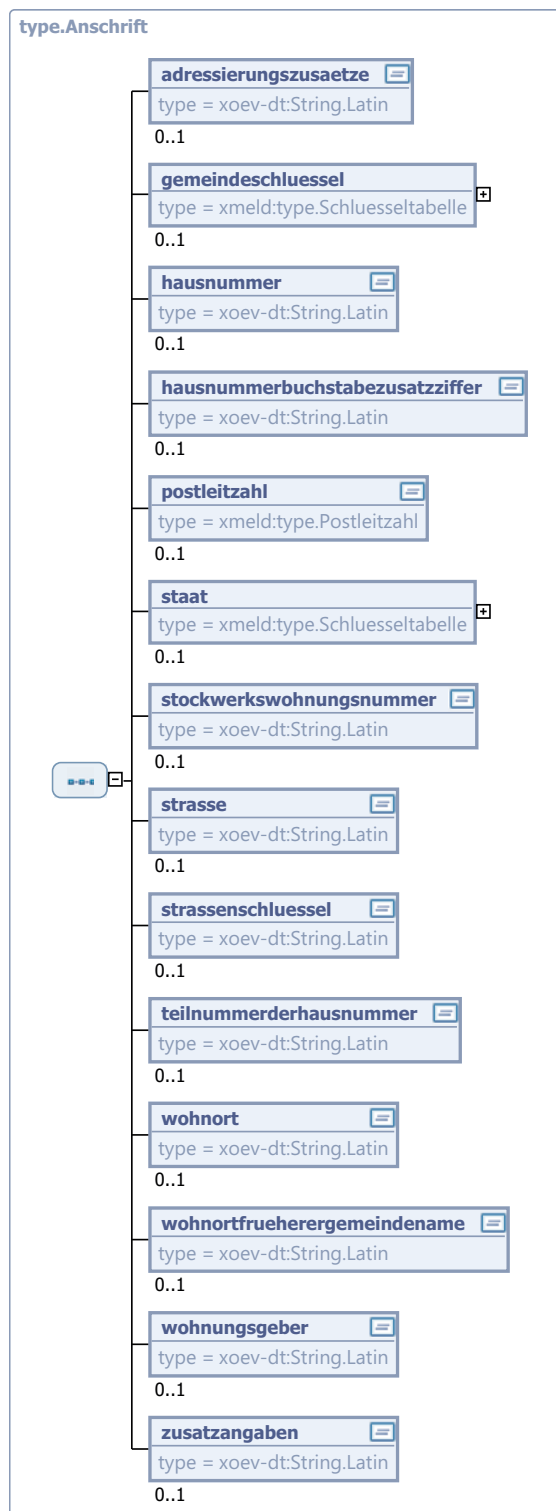 type.Anschrift
adressierungszusaetze
type = xoev-dt:String.Latin
0..1
gemeindeschluessel
type = xmeld:type.Schluesseltabelle
0..1
hausnummer
type = xoev-dt:String.Latin
0..1
hausnummerbuchstabezusatzziffer
type = xoev-dt:String.Latin
0..1
postleitzahl
type = xmeld:type.Postleitzahl
0..1
staat
type = xmeld:type.Schluesseltabelle
0..1
stockwerkswohnungsnummer
type = xoev-dt:String.Latin
0..1
strasse
type = xoev-dt:String.Latin
0..1
strassenschluessel
type = xoev-dt:String.Latin
0..1
teilnummerderhausnummer
type = xoev-dt:String.Latin
0..1
wohnort
type = xoev-dt:String.Latin
0..1
wohnortfrueherergemeindename
type = xoev-dt:String.Latin
0..1
wohnungsgeber
type = xoev-dt:String.Latin
0..1
zusatzangaben
type = xoev-dt:String.Latin
0..1